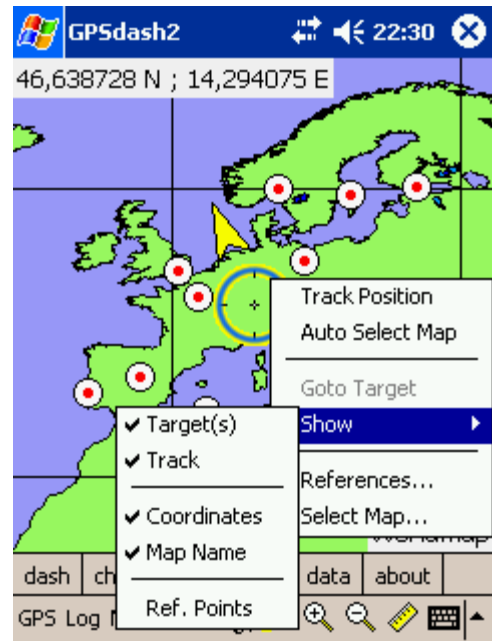 GPSdash2 22:30
46,638728 N ; 14,294075 E
Track Position
Auto Select Map
Goto Target
Show
References...
Select Map...
Target(s)
Track
Coordinates
Map Name
Ref. Points
dash data about
GPS Log